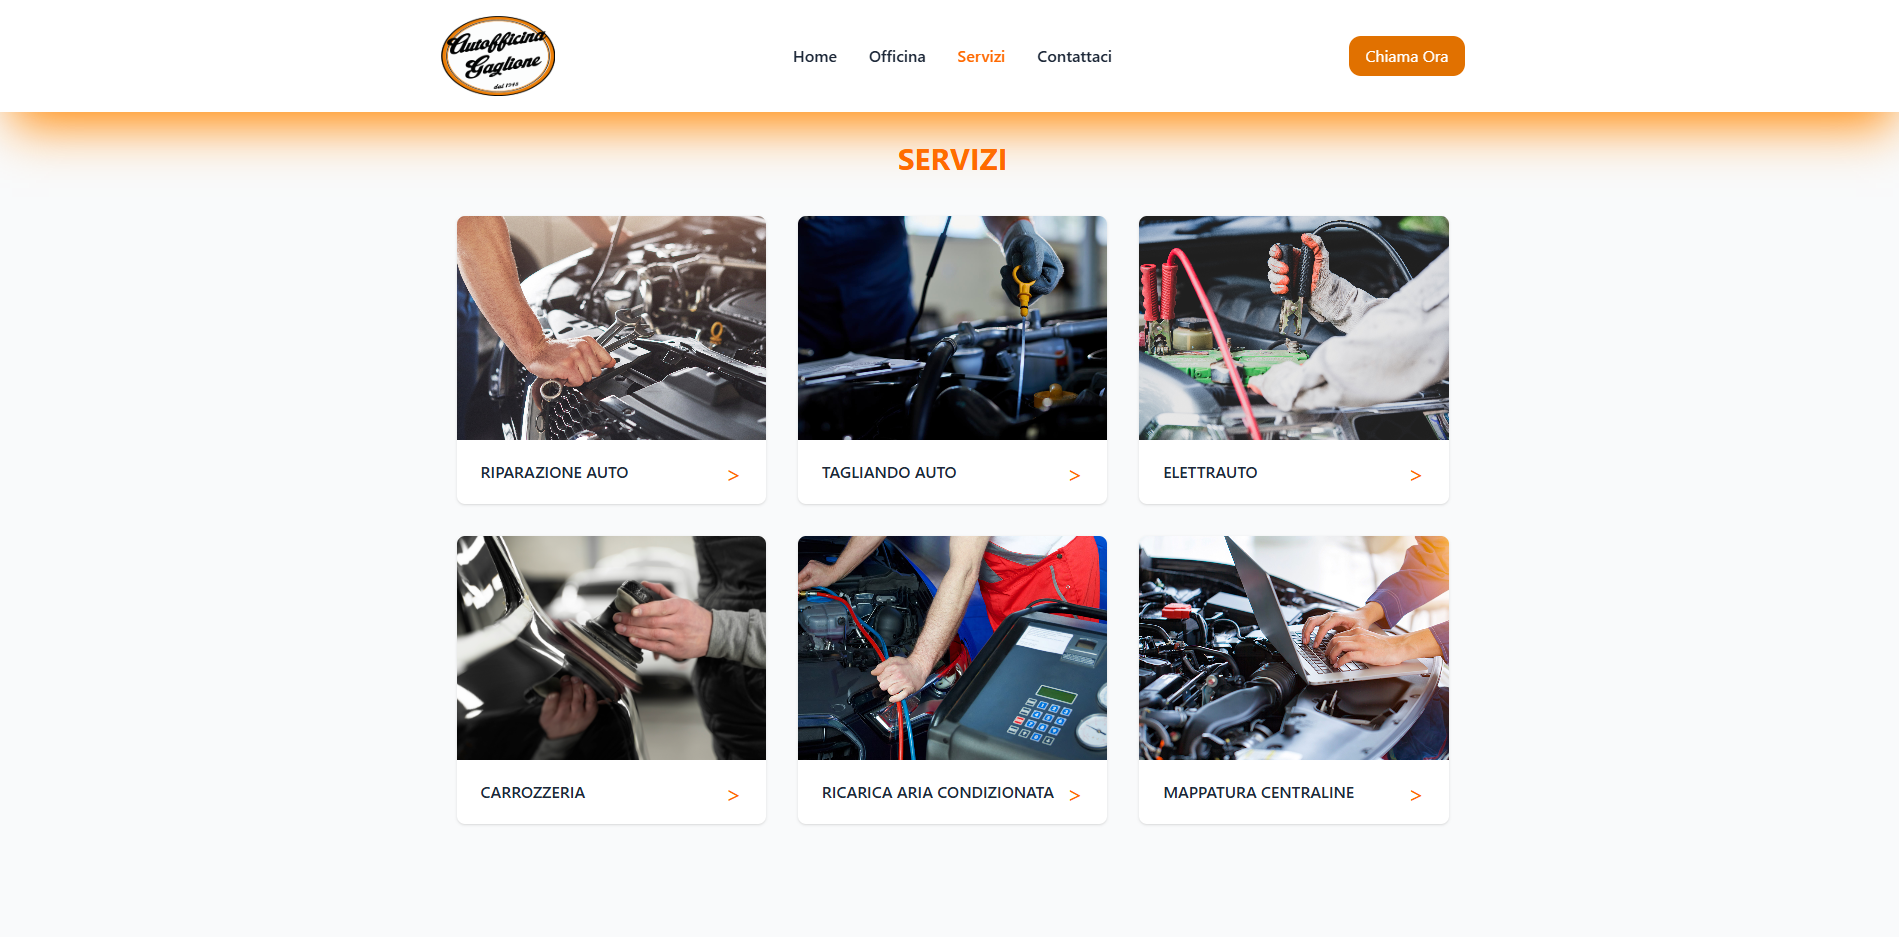 Autofficina
Gaglione
dal 1948
Home
Officina
Servizi
Contattaci
Chiama Ora
SERVIZI
RIPARAZIONE AUTO >
TAGLIANDO AUTO >
ELETTRAUTO >
CARROZZERIA >
RICARICA ARIA CONDIZIONATA >
MAPPATURA CENTRALINE >